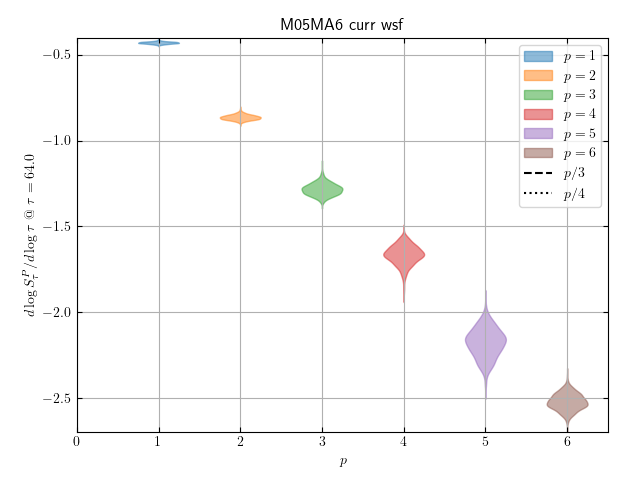 M05MA6 curr wsf
d log S_τ^P / d log τ @ τ = 64.0
−0.5
−1.0
−1.5
−2.0
−2.5
0 1 2 3 4 5 6
p
p = 1
p = 2
p = 3
p = 4
p = 5
p = 6
p/3
p/4